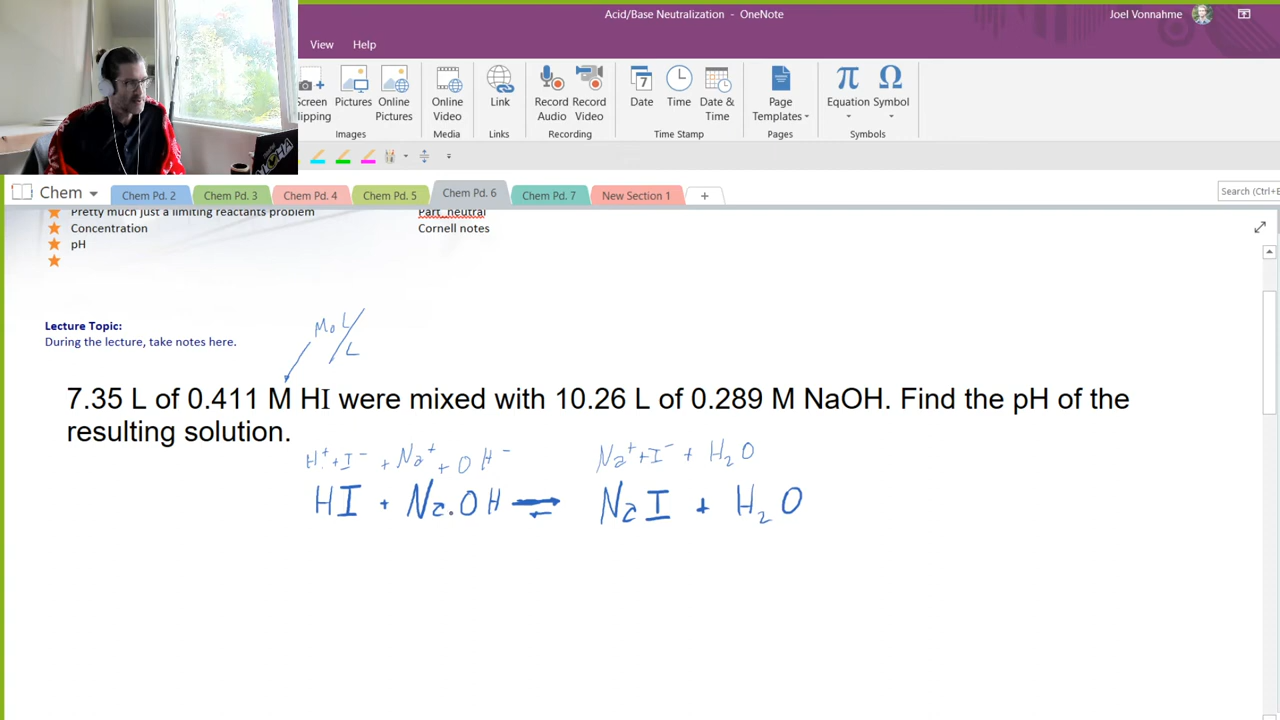 Acid/Base Neutralization - OneNote
Joel Vonnahme
View Help
Screen Clipping
Pictures
Online Pictures
Online Video
Link
Record Audio
Record Video
Date
Time
Date & Time
Page Templates
Equation
Symbol
Images
Media
Links
Recording
Time Stamp
Pages
Symbols
Chem
Chem Pd. 2
Chem Pd. 3
Chem Pd. 4
Chem Pd. 5
Chem Pd. 6
Chem Pd. 7
New Section 1
+
Search (Ctrl+E
Pretty much just a limiting reactants problem
Part_neutral
Concentration
Cornell notes
pH
Lecture Topic:
During the lecture, take notes here.
Mol/L
7.35 L of 0.411 M HI were mixed with 10.26 L of 0.289 M NaOH. Find the pH of the
resulting solution.
H⁺ + I⁻ + Na⁺ + OH⁻ Na⁺ + I⁻ + H₂O
HI + NaOH ⇌ NaI + H₂O